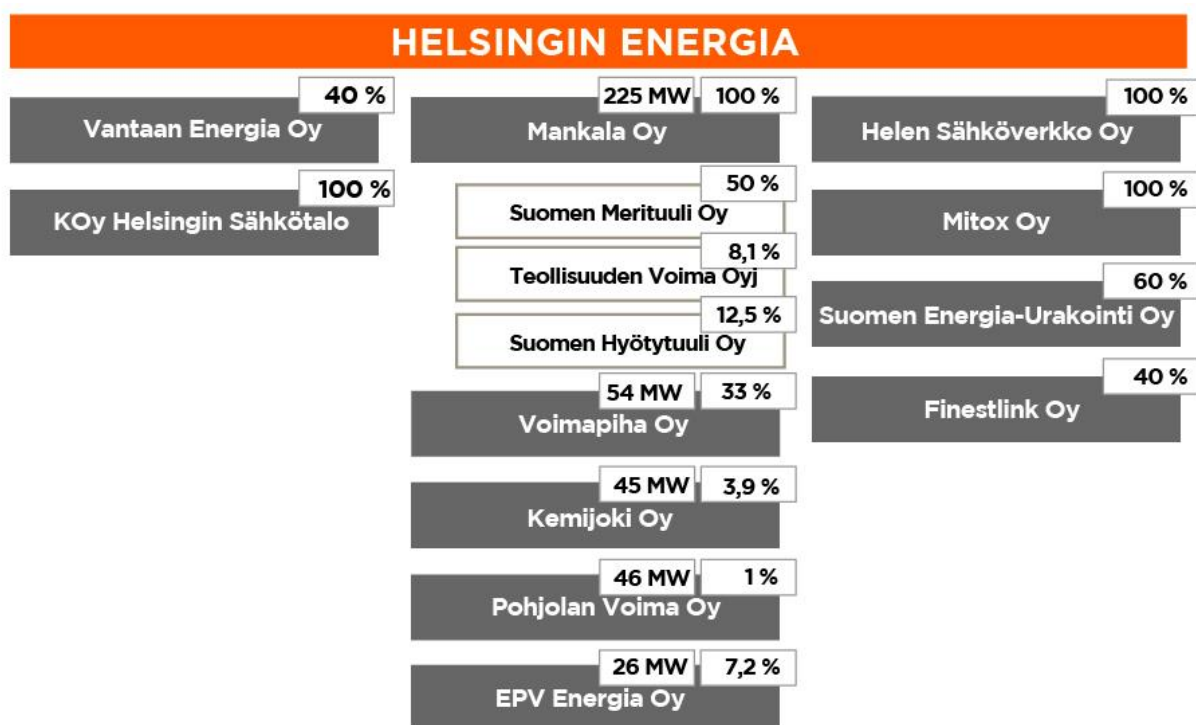 HELSINGIN ENERGIA
40 %
Vantaan Energia Oy
100 %
KOy Helsingin Sähkötalo
225 MW 100 %
Mankala Oy
50 %
Suomen Merituuli Oy
8,1 %
Teollisuuden Voima Oyj
12,5 %
Suomen Hyötytuuli Oy
54 MW 33 %
Voimapiha Oy
45 MW 3,9 %
Kemijoki Oy
46 MW 1 %
Pohjolan Voima Oy
26 MW 7,2 %
EPV Energia Oy
100 %
Helen Sähköverkko Oy
100 %
Mitox Oy
60 %
Suomen Energia-Urakointi Oy
40 %
Finestlink Oy